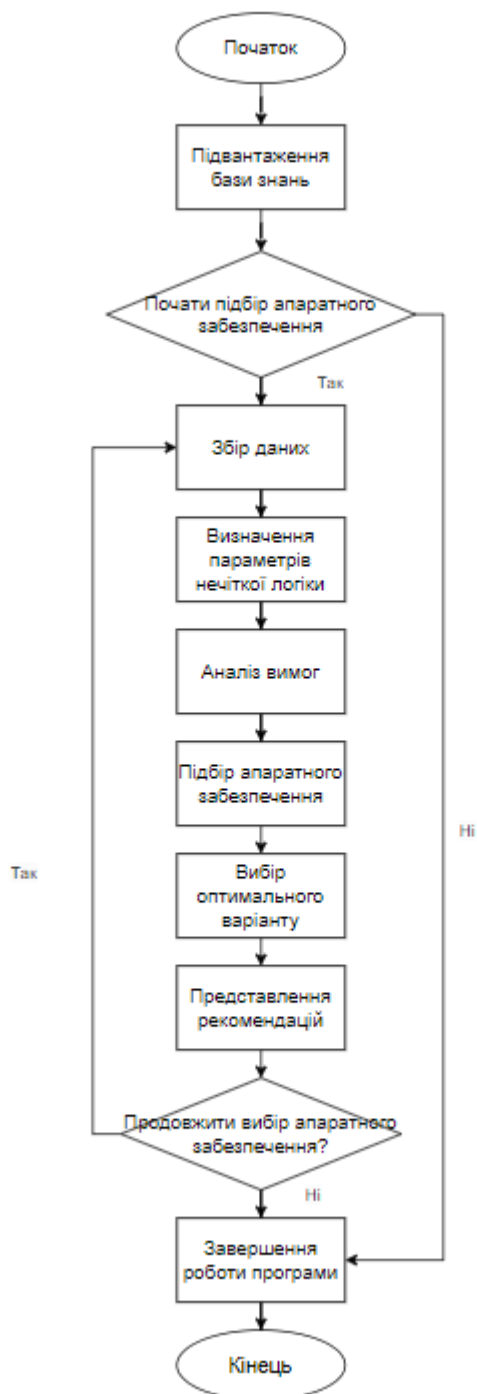 Початок
Підвантаження
бази знань
Почати підбір апаратного
забезпечення
Так
Збір даних
Визначення
параметрів
нечіткої логіки
Аналіз вимог
Підбір апаратного
забезпечення
Ні
Так
Вибір
оптимального
варіанту
Представлення
рекомендацій
Продовжити вибір апаратного
забезпечення?
Ні
Завершення
роботи програми
Кінець